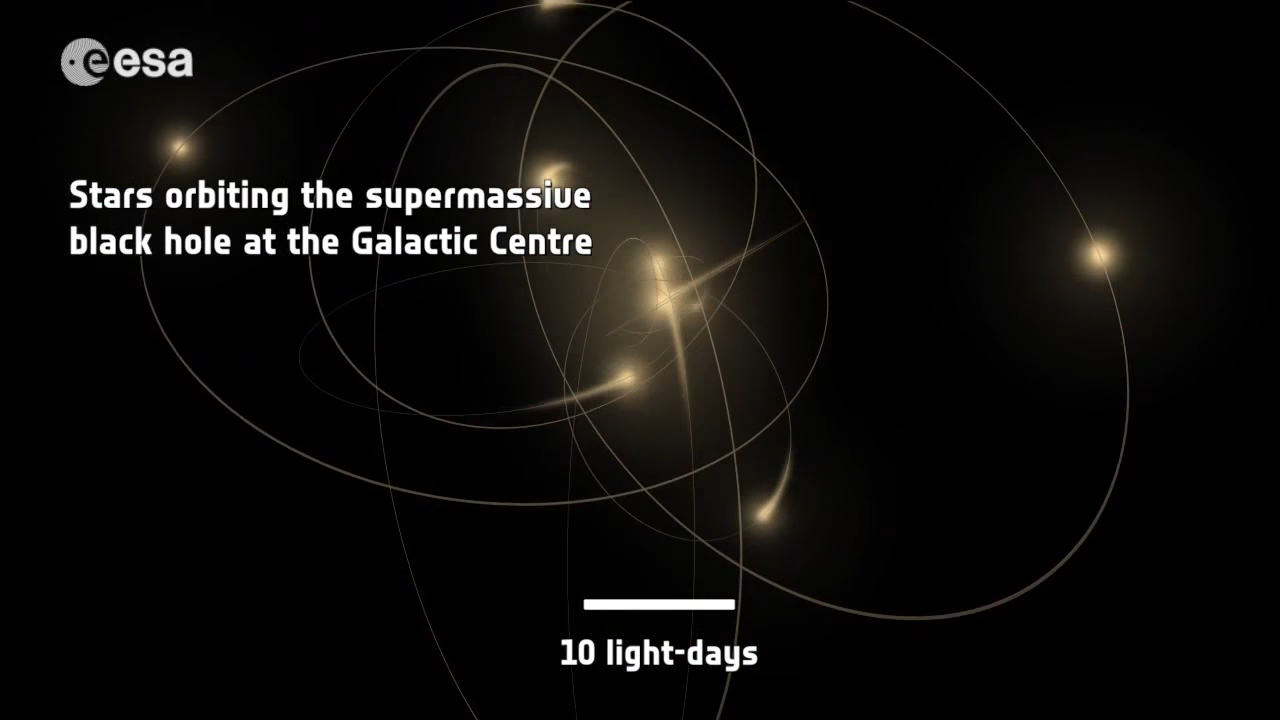 esa
Stars orbiting the supermassive
black hole at the Galactic Centre
10 light-days